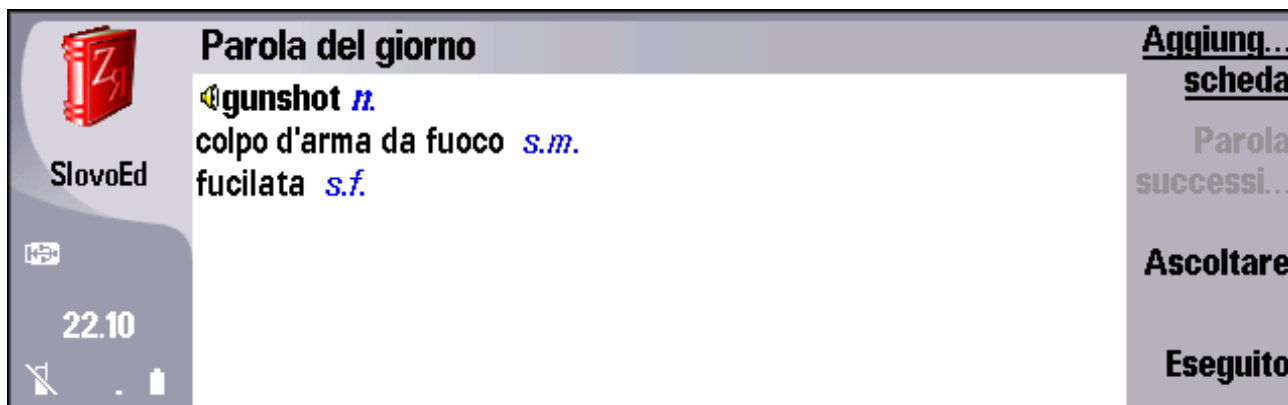 Parola del giorno
gunshot n.
colpo d'arma da fuoco s.m.
fucilata s.f.
SlovoEd
22.10
Aggiung...
scheda
Parola
successi...
Ascoltare
Eseguito